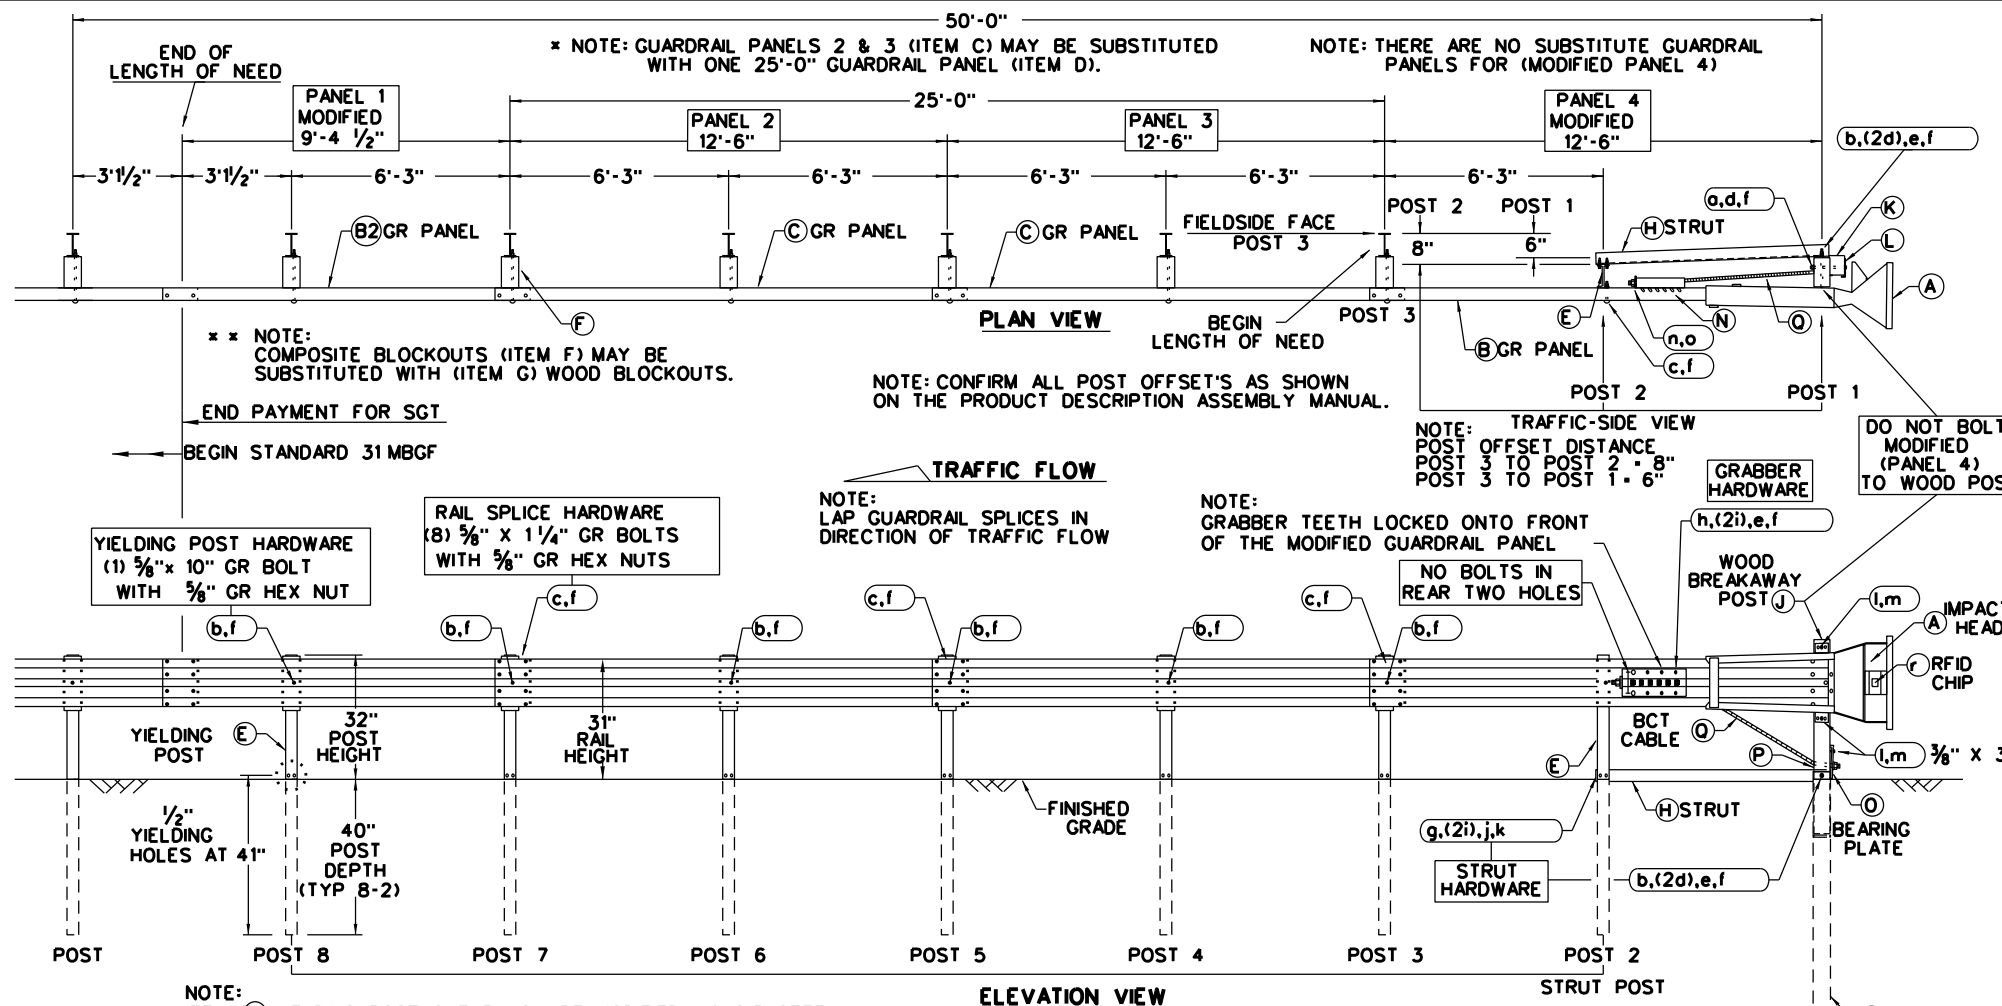 50'-0"
END OF
LENGTH OF NEED
* NOTE: GUARDRAIL PANELS 2 & 3 (ITEM C) MAY BE SUBSTITUTED
WITH ONE 25'-0" GUARDRAIL PANEL (ITEM D).
NOTE: THERE ARE NO SUBSTITUTE GUARDRAIL
PANELS FOR (MODIFIED PANEL 4)
PANEL 1
MODIFIED
9'-4 1/2"
25'-0"
PANEL 2
12'-6"
PANEL 3
12'-6"
PANEL 4
MODIFIED
12'-6"
b,(2d),e,f
3'1 1/2"
3'1 1/2"
6'-3"
6'-3"
6'-3"
6'-3"
6'-3"
6'-3"
POST 2
POST 1
a,d,f
K
B2 GR PANEL
C GR PANEL
C GR PANEL
FIELDSIDE FACE
POST 3
8"
6"
H STRUT
L
A
F
PLAN VIEW
BEGIN
LENGTH OF NEED
POST 3
E
N
Q
n,o
c,f
B GR PANEL
* * NOTE:
COMPOSITE BLOCKOUTS (ITEM F) MAY BE
SUBSTITUTED WITH (ITEM G) WOOD BLOCKOUTS.
NOTE: CONFIRM ALL POST OFFSET'S AS SHOWN
ON THE PRODUCT DESCRIPTION ASSEMBLY MANUAL.
POST 2
POST 1
END PAYMENT FOR SGT
BEGIN STANDARD 31 MBGF
TRAFFIC-SIDE VIEW
NOTE:
POST OFFSET DISTANCE
POST 3 TO POST 2 = 8"
POST 3 TO POST 1 = 6"
DO NOT BOLT
MODIFIED
(PANEL 4)
TO WOOD POS
TRAFFIC FLOW
NOTE:
LAP GUARDRAIL SPLICES IN
DIRECTION OF TRAFFIC FLOW
NOTE:
GRABBER TEETH LOCKED ONTO FRONT
OF THE MODIFIED GUARDRAIL PANEL
GRABBER
HARDWARE
h,(2i),e,f
YIELDING POST HARDWARE
(1) 5/8"x 10" GR BOLT
WITH 5/8" GR HEX NUT
RAIL SPLICE HARDWARE
(8) 5/8" X 1 1/4" GR BOLTS
WITH 5/8" GR HEX NUTS
NO BOLTS IN
REAR TWO HOLES
WOOD
BREAKAWAY
POST J
c,f
c,f
c,f
l,m
b,f
b,f
b,f
b,f
b,f
b,f
A IMPACT
HEAD
r RFID
CHIP
YIELDING
POST
E
32"
POST
HEIGHT
31"
RAIL
HEIGHT
BCT
CABLE
Q
E
P
l,m
3/8" X 3
1/2"
YIELDING
HOLES AT 41"
40"
POST
DEPTH
(TYP 8-2)
FINISHED
GRADE
H STRUT
O
BEARING
PLATE
g,(2i),j,k
STRUT
HARDWARE
b,(2d),e,f
POST
POST 8
POST 7
POST 6
POST 5
POST 4
POST 3
POST 2
STRUT POST
NOTE:
ELEVATION VIEW